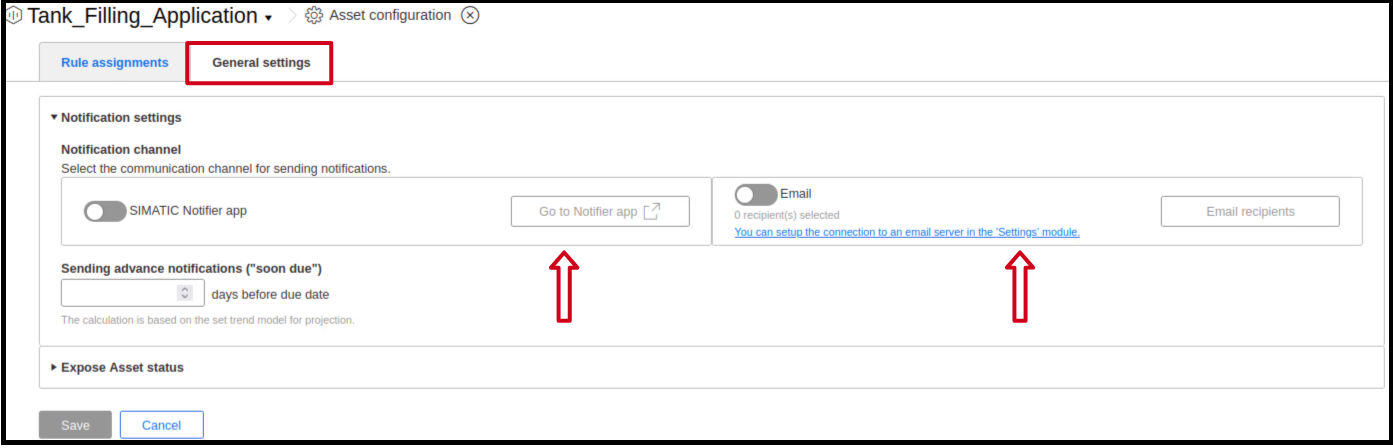 Tank_Filling_Application Asset configuration
Rule assignments General settings
Notification settings
Notification channel
Select the communication channel for sending notifications.
SIMATIC Notifier app Go to Notifier app
Email
0 recipient(s) selected
You can setup the connection to an email server in the 'Settings' module.
Email recipients
Sending advance notifications ("soon due")
days before due date
The calculation is based on the set trend model for projection.
Expose Asset status
Save Cancel